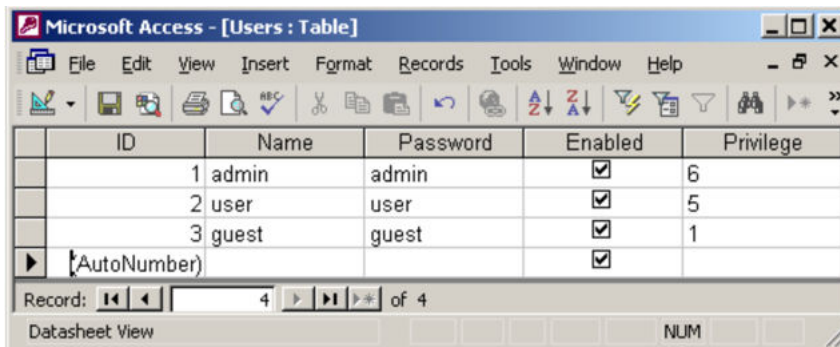 Microsoft Access - [Users : Table]
File Edit View Insert Format Records Tools Window Help
ABC A Z Z A
ID Name Password Enabled Privilege
1 admin admin 6
2 user user 5
3 guest guest 1
(AutoNumber)
Record: 4 of 4
Datasheet View NUM